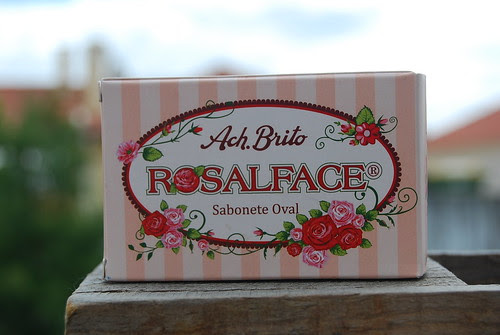 Ach. Brito
ROSALFACE®
Sabonete Oval